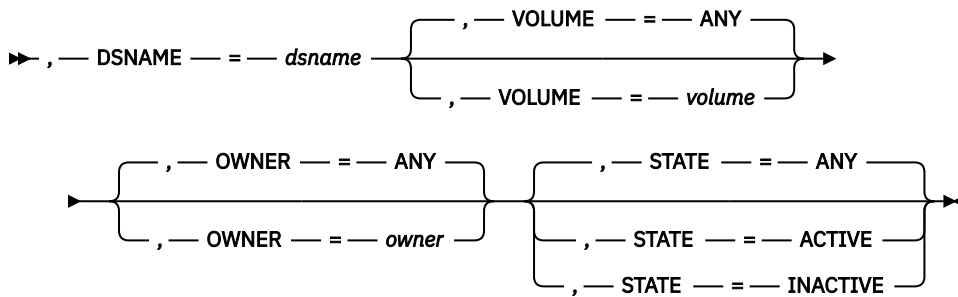 , VOLUME = ANY
, DSNAME = dsname
, VOLUME = volume
, OWNER = ANY
, OWNER = owner
, STATE = ANY
, STATE = ACTIVE
, STATE = INACTIVE